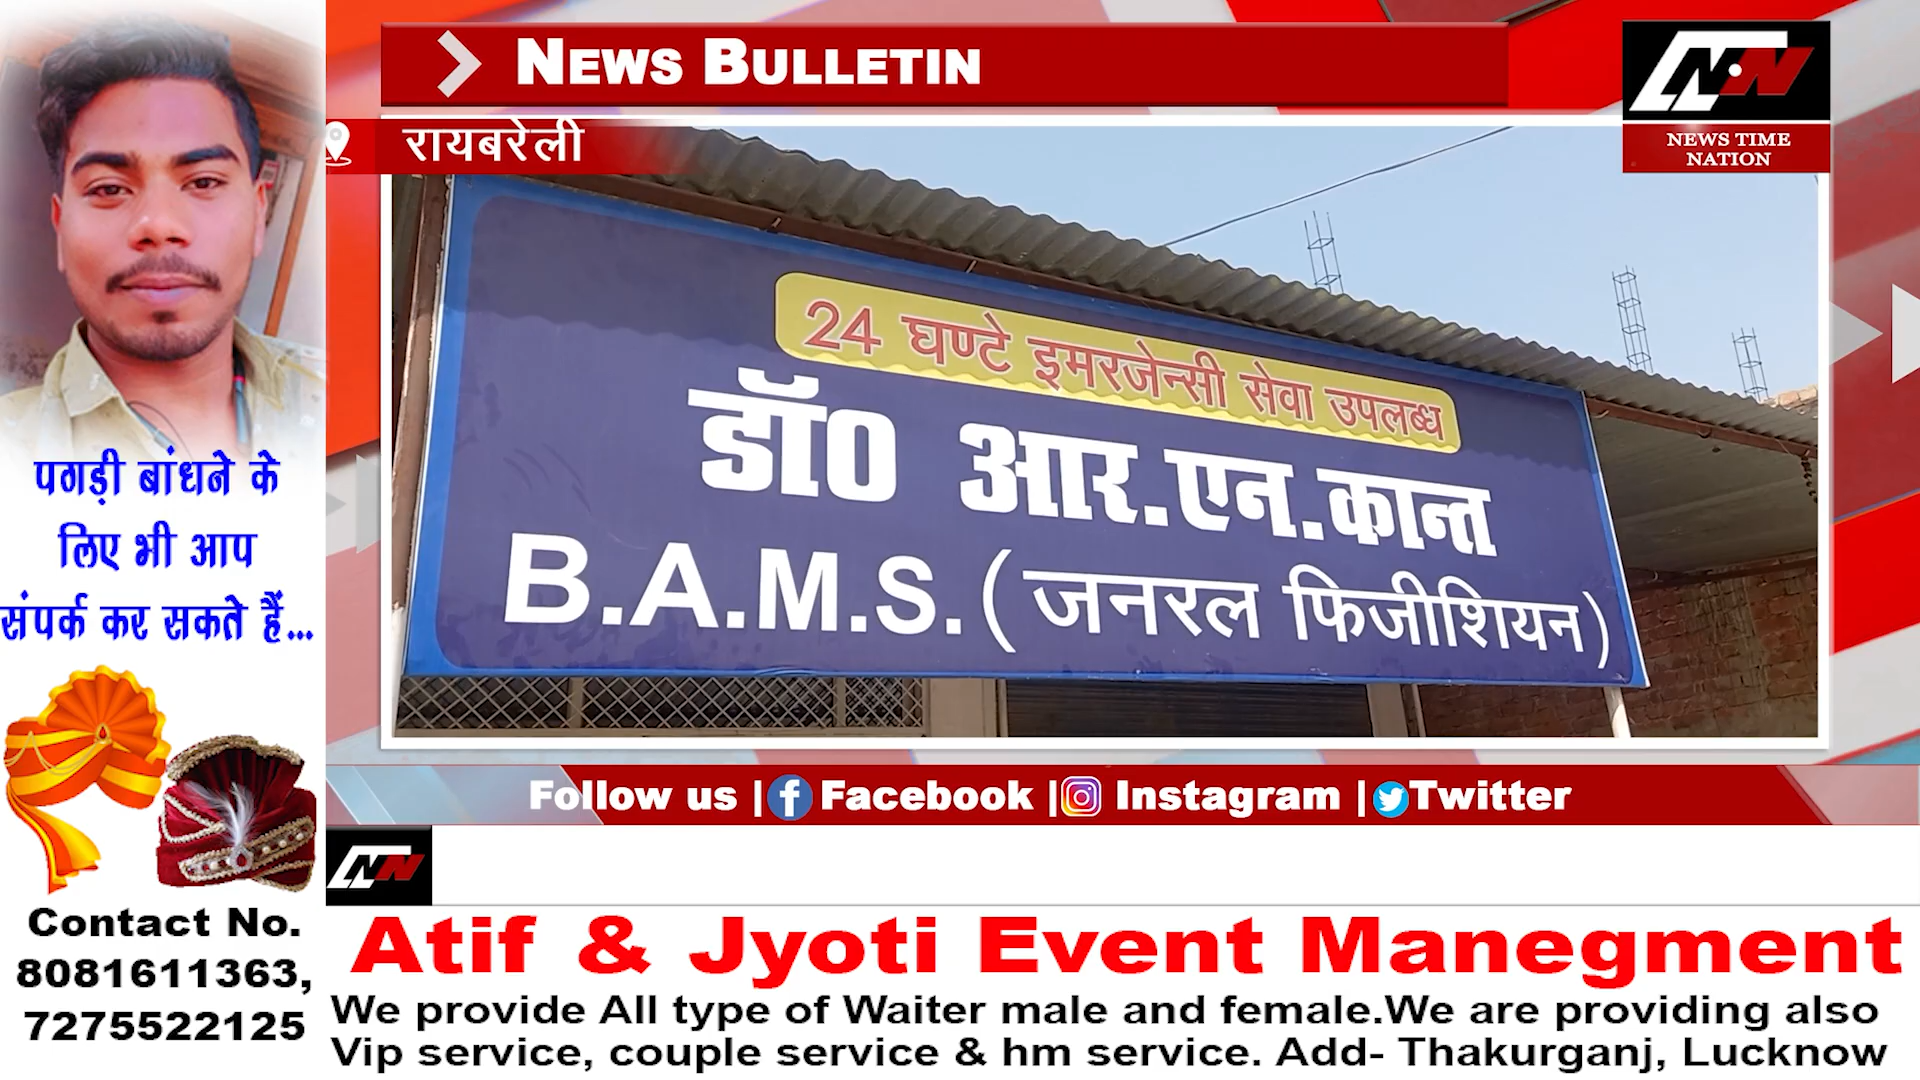 NEWS BULLETIN
NEWS TIME
NATION
रायबरेली
24 घण्टे इमरजेन्सी सेवा उपलब्ध
डॉ0 आर.एन.कान्त
B.A.M.S.(जनरल फिजीशियन)
पगड़ी बांधने के
लिए भी आप
संपर्क कर सकते हैं...
Contact No.
8081611363,
7275522125
Follow us | Facebook | Instagram | Twitter
Atif & Jyoti Event Manegment
We provide All type of Waiter male and female.We are providing also
Vip service, couple service & hm service. Add- Thakurganj, Lucknow